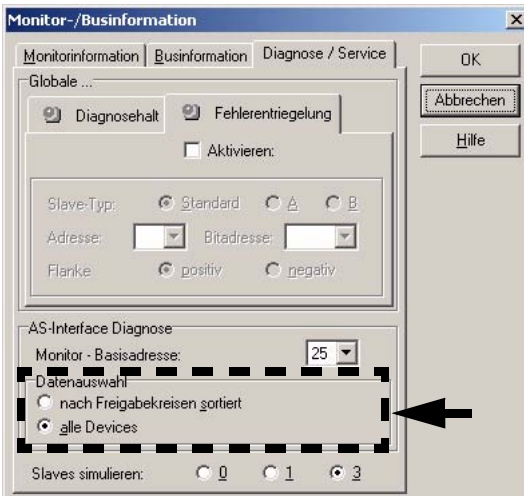 Monitor-/Businformation
Monitorinformation Businformation Diagnose / Service
OK
Abbrechen
Hilfe
Globale ...
Diagnosehalt Fehlerentriegelung
Aktivieren:
Slave-Typ: Standard A B
Adresse: Bitadresse:
Flanke positiv negativ
AS-Interface Diagnose
Monitor - Basisadresse: 25
Datenauswahl
nach Freigabekreisen sortiert
alle Devices
Slaves simulieren: 0 1 3